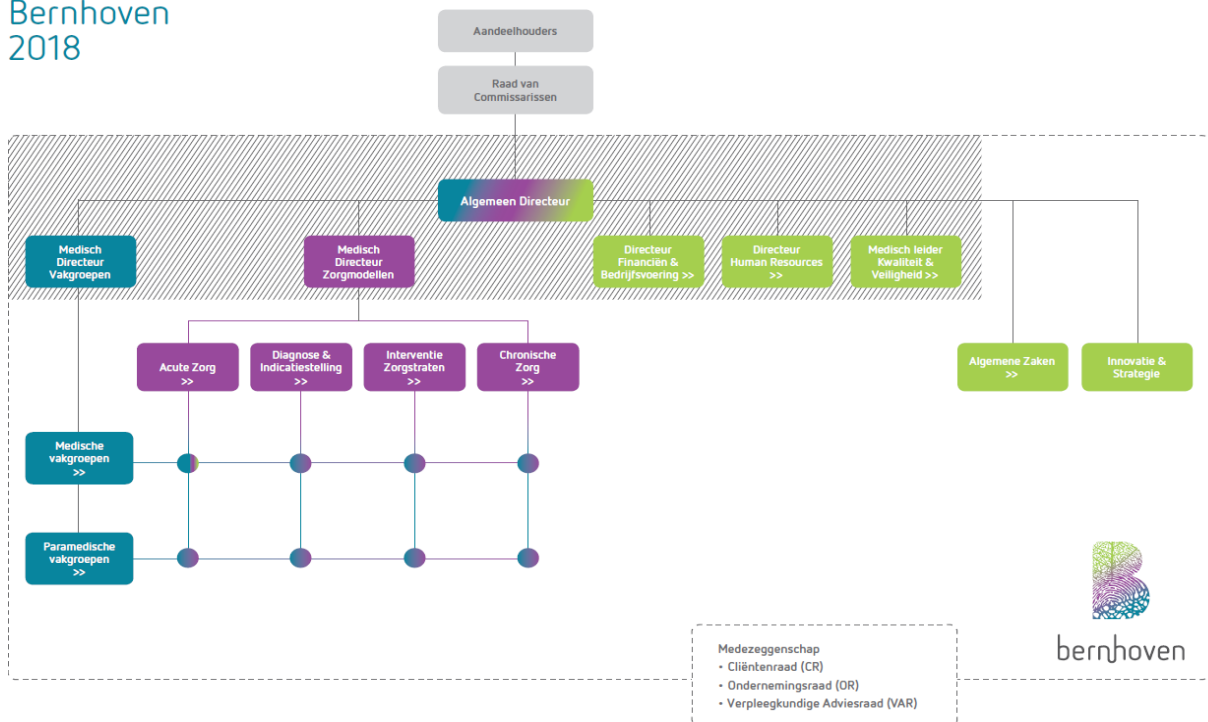 Bernhoven
2018
Aandeelhouders
Raad van
Commissarissen
Algemeen Directeur
Medisch
Directeur
Vakgroepen
Medisch
Directeur
Zorgmodellen
Directeur
Financiën &
Bedrijfsvoering >>
Directeur
Human Resources
>>
Medisch leider
Kwaliteit &
Veiligheid >>
Acute Zorg
>>
Diagnose &
Indicatiestelling
>>
Interventie
Zorgstraten
>>
Chronische
Zorg
>>
Algemene Zaken
>>
Innovatie &
Strategie
Medische
vakgroepen
>>
Paramedische
vakgroepen
>>
bernhoven
Medezeggenschap
• Cliëntenraad (CR)
• Ondernemingsraad (OR)
• Verpleegkundige Adviesraad (VAR)